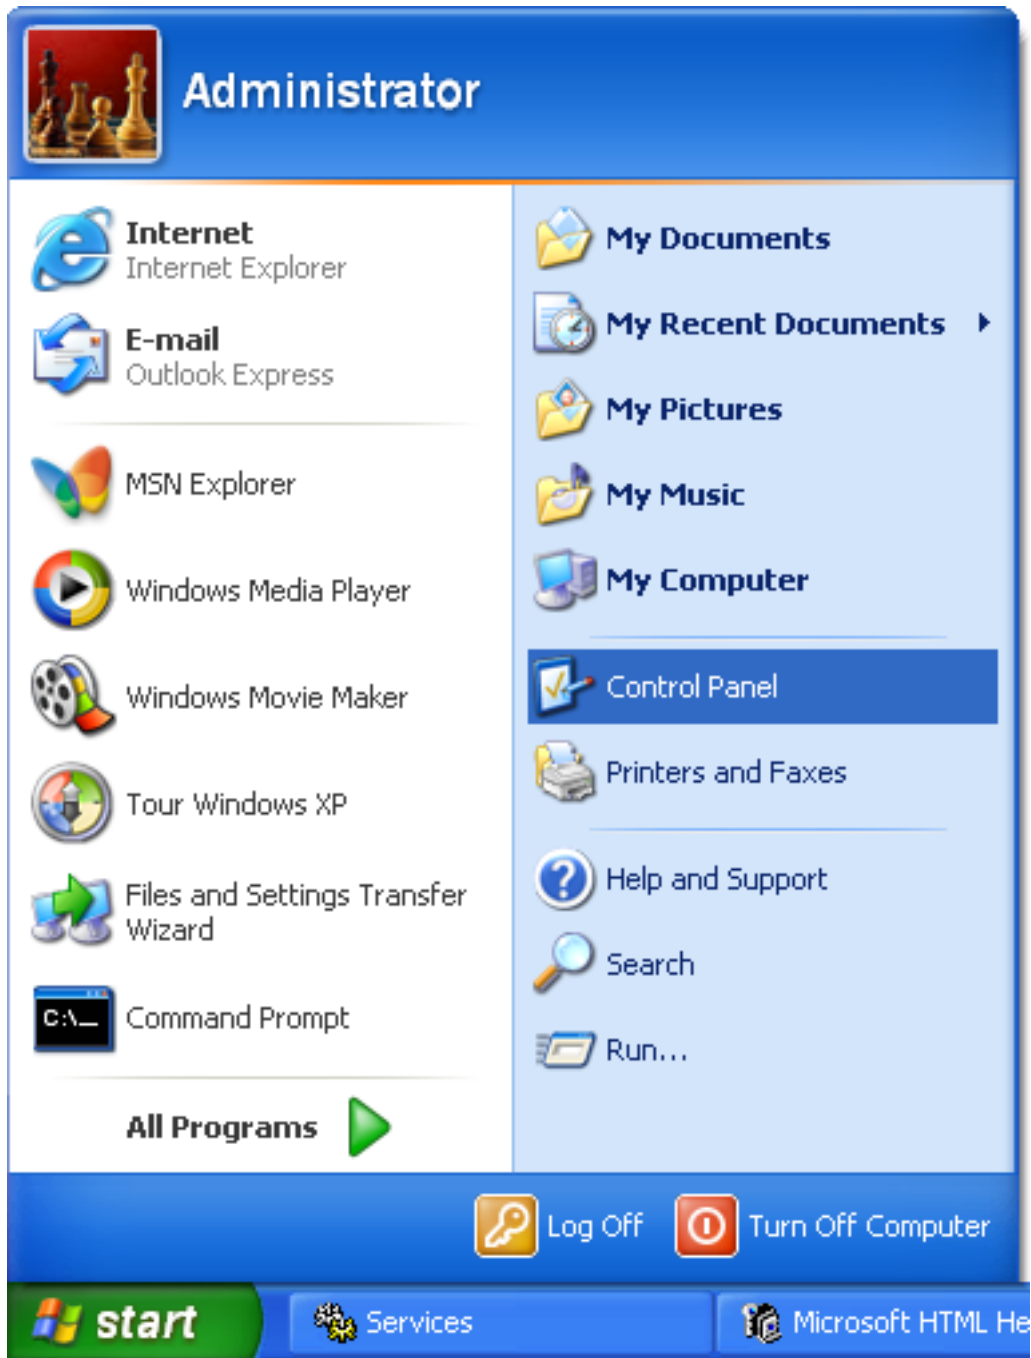 Administrator
Internet
Internet Explorer
E-mail
Outlook Express
MSN Explorer
Windows Media Player
Windows Movie Maker
Tour Windows XP
Files and Settings Transfer
Wizard
C:\_
Command Prompt
All Programs
My Documents
My Recent Documents
My Pictures
My Music
My Computer
Control Panel
Printers and Faxes
Help and Support
Search
Run...
Log Off
Turn Off Computer
start
Services
Microsoft HTML He